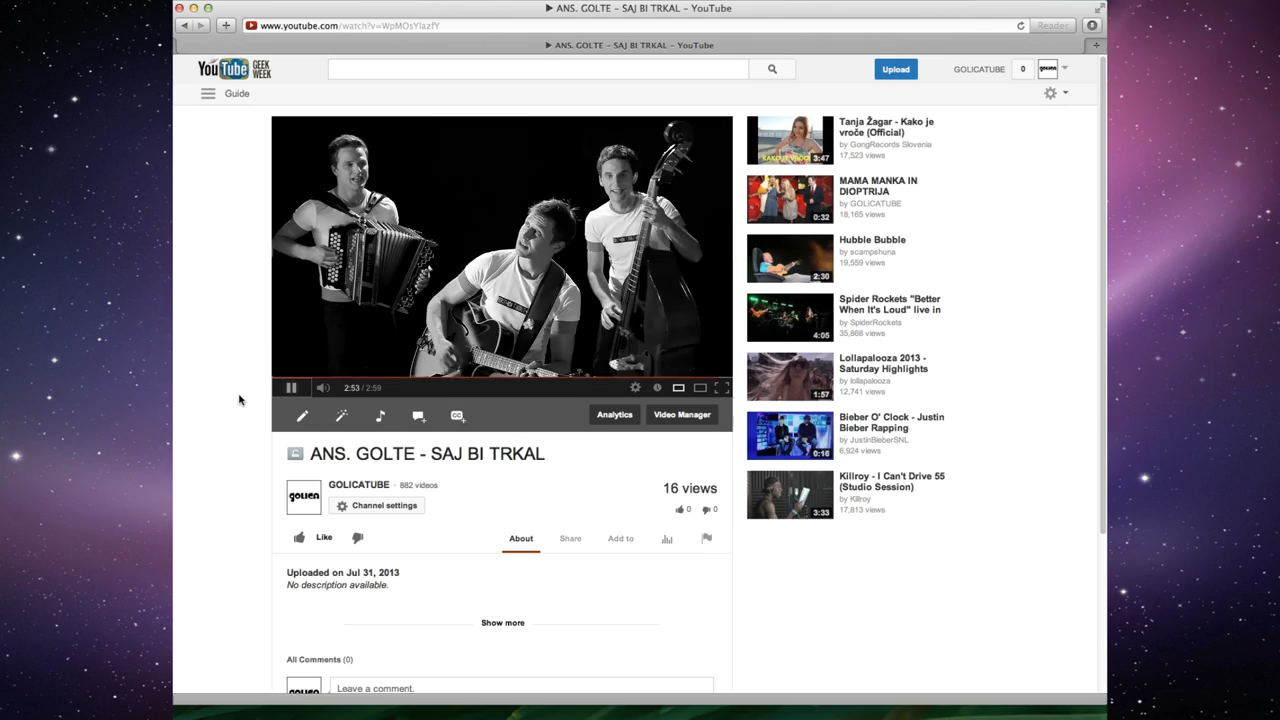 ▶ ANS. GOLTE – SAJ BI TRKAL – YouTube
www.youtube.com/watch?v=WpMOsYIazfY
Reader
▶ ANS. GOLTE – SAJ BI TRKAL – YouTube
YouTube GEEK WEEK
Upload
GOLICATUBE
0
Guide
2:53 / 2:59
Analytics
Video Manager
ANS. GOLTE - SAJ BI TRKAL
golica
GOLICATUBE · 882 videos
Channel settings
16 views
0
0
Like
About
Share
Add to
Uploaded on Jul 31, 2013
No description available.
Show more
All Comments (0)
Leave a comment.
Tanja Žagar - Kako je
vroče (Official)
by GongRecords Slovenia
17,523 views
3:47
MAMA MANKA IN
DIOPTRIJA
by GOLICATUBE
18,165 views
0:32
Hubble Bubble
by scampshuna
19,559 views
2:30
Spider Rockets "Better
When It's Loud" live in
by SpiderRockets
35,668 views
4:05
Lollapalooza 2013 -
Saturday Highlights
by lollapalooza
12,741 views
1:57
Bieber O' Clock - Justin
Bieber Rapping
by JustinBieberSNL
6,924 views
0:16
Killroy - I Can't Drive 55
(Studio Session)
by Killroy
17,813 views
3:33